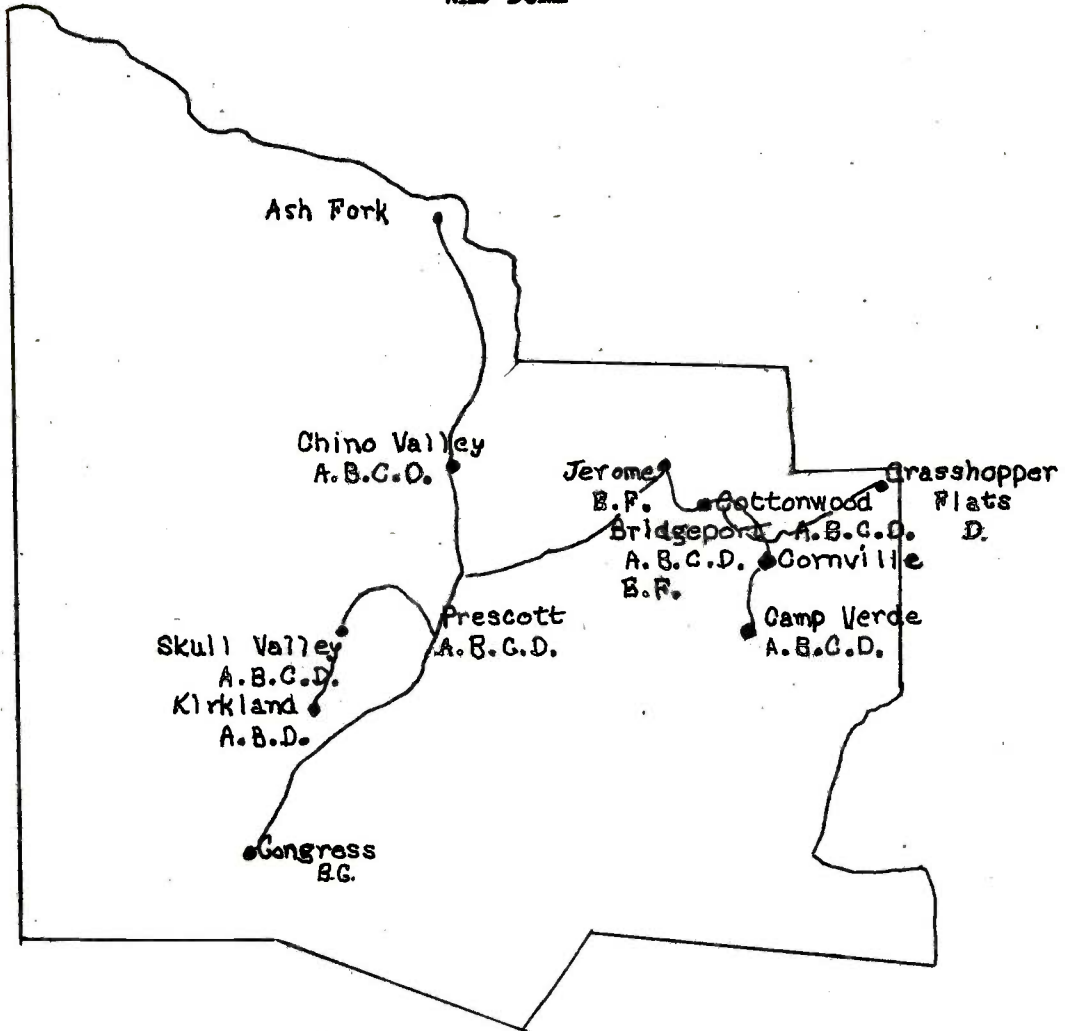 Ash Fork
Chino Valley
A.B.C.D.
Jerome
B.F.
Cottonwood
A.B.C.D.
Grasshopper
Flats
D.
Bridgeport
A.B.C.D.
B.F.
Cornville
Camp Verde
A.B.C.D.
Prescott
A.B.C.D.
Skull Valley
A.B.C.D.
Kirkland
A.B.D.
Congress
B.G.